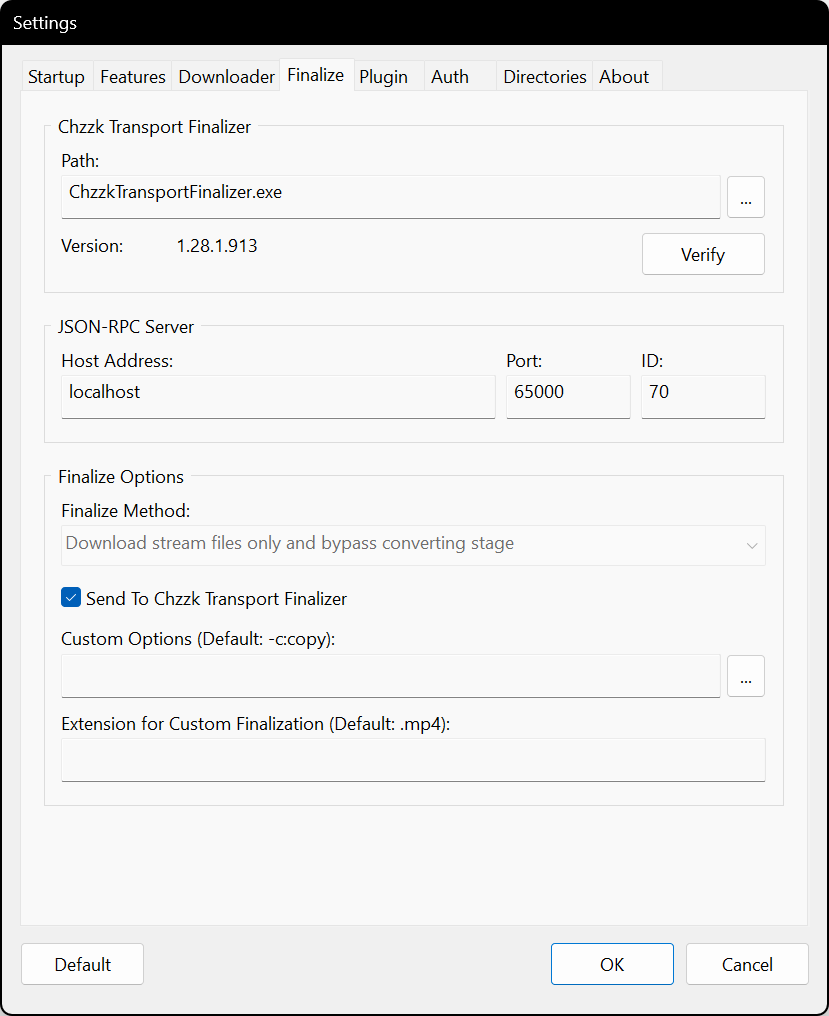 Settings
Startup Features Downloader Finalize Plugin Auth Directories About
Chzzk Transport Finalizer
Path:
ChzzkTransportFinalizer.exe ...
Version: 1.28.1.913
Verify
JSON-RPC Server
Host Address: Port: ID:
localhost 65000 70
Finalize Options
Finalize Method:
Download stream files only and bypass converting stage
Send To Chzzk Transport Finalizer
Custom Options (Default: -c:copy):
...
Extension for Custom Finalization (Default: .mp4):
Default OK Cancel